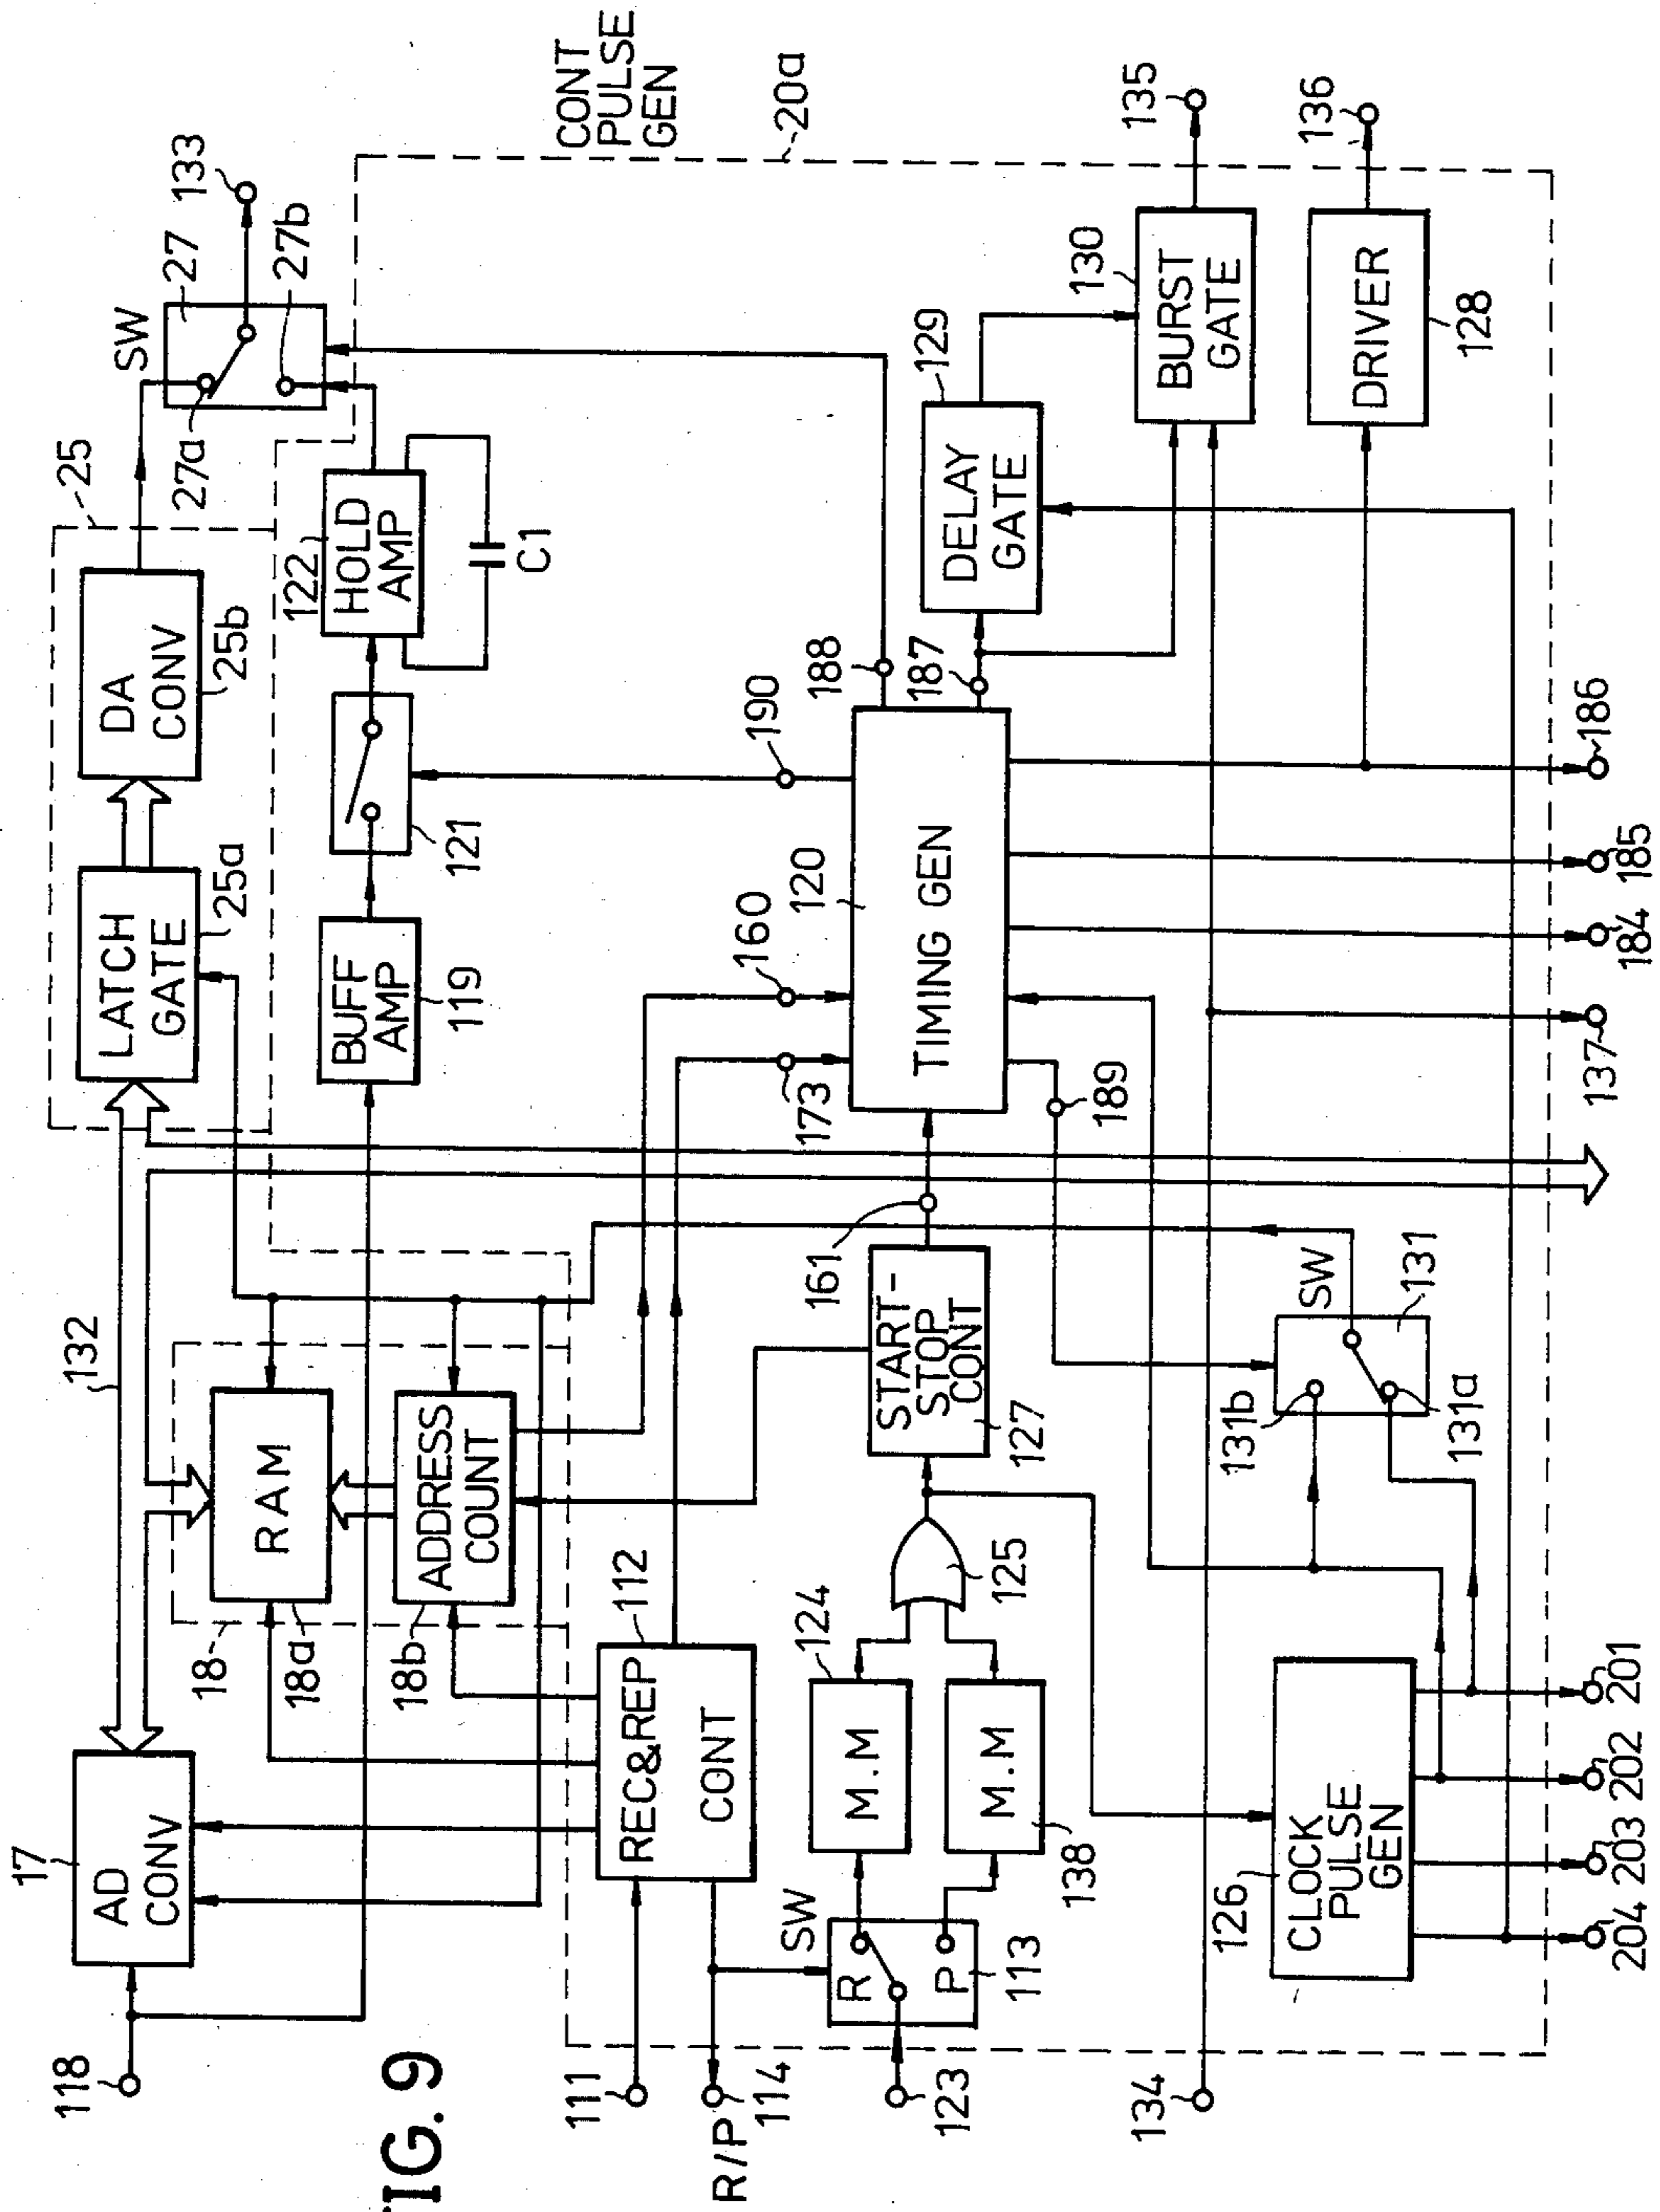 17
AD
CONV
118
132
LATCH
GATE
25a
DA
CONV
25b
25
SW
27
133
27a
27b
RAM
18
18a
ADDRESS
COUNT
18b
BUFF
AMP
119
121
122
HOLD
AMP
C1
CONT
PULSE
GEN
20a
FIG. 9
111
R/P
114
REC&REP
CONT
112
173
160
190
188
187
120
TIMING GEN
189
161
START-
STOP
CONT
127
SW
R
P
113
123
124
M.M
M.M
138
125
129
DELAY
GATE
130
BURST
GATE
135
DRIVER
128
136
134
126
CLOCK
PULSE
GEN
SW
131b
131a
131
204
203
202
201
137
184
185
186